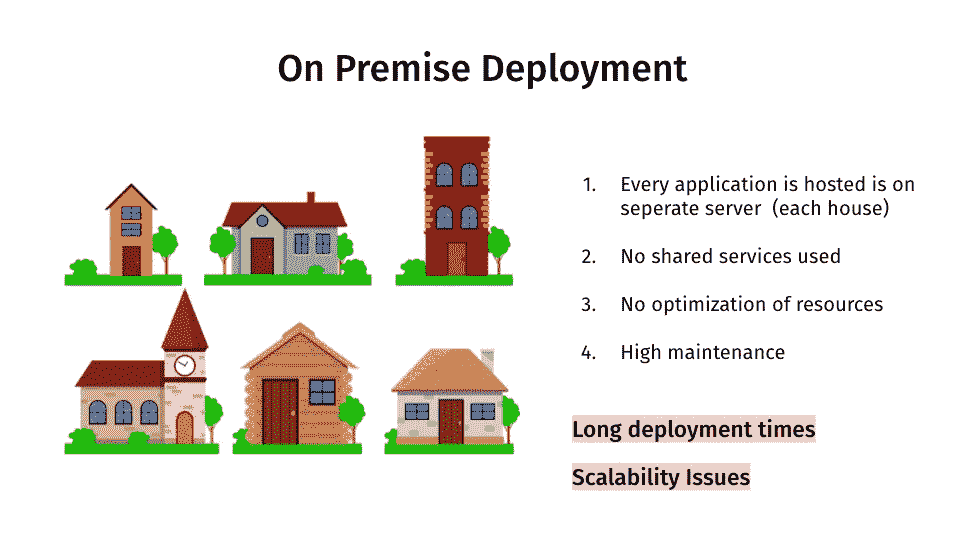 On Premise Deployment
1. Every application is hosted is on
seperate server (each house)
2. No shared services used
3. No optimization of resources
4. High maintenance
Long deployment times
Scalability Issues